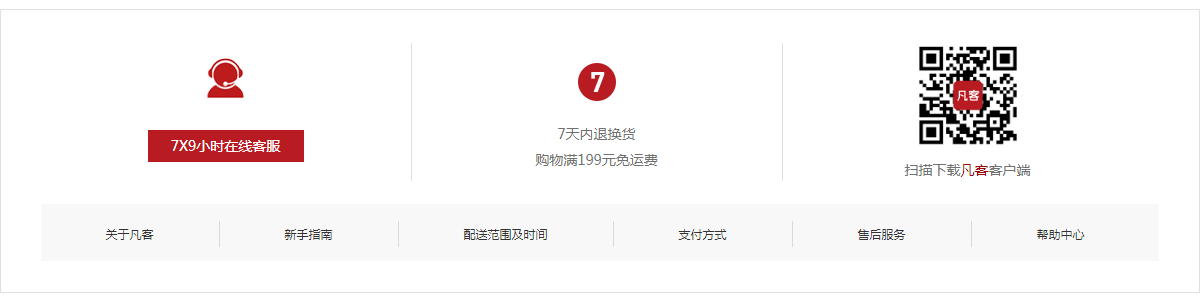 7X9小时在线客服
7
7天内退换货
购物满199元免运费
凡客
扫描下载凡客客户端
关于凡客
新手指南
配送范围及时间
支付方式
售后服务
帮助中心